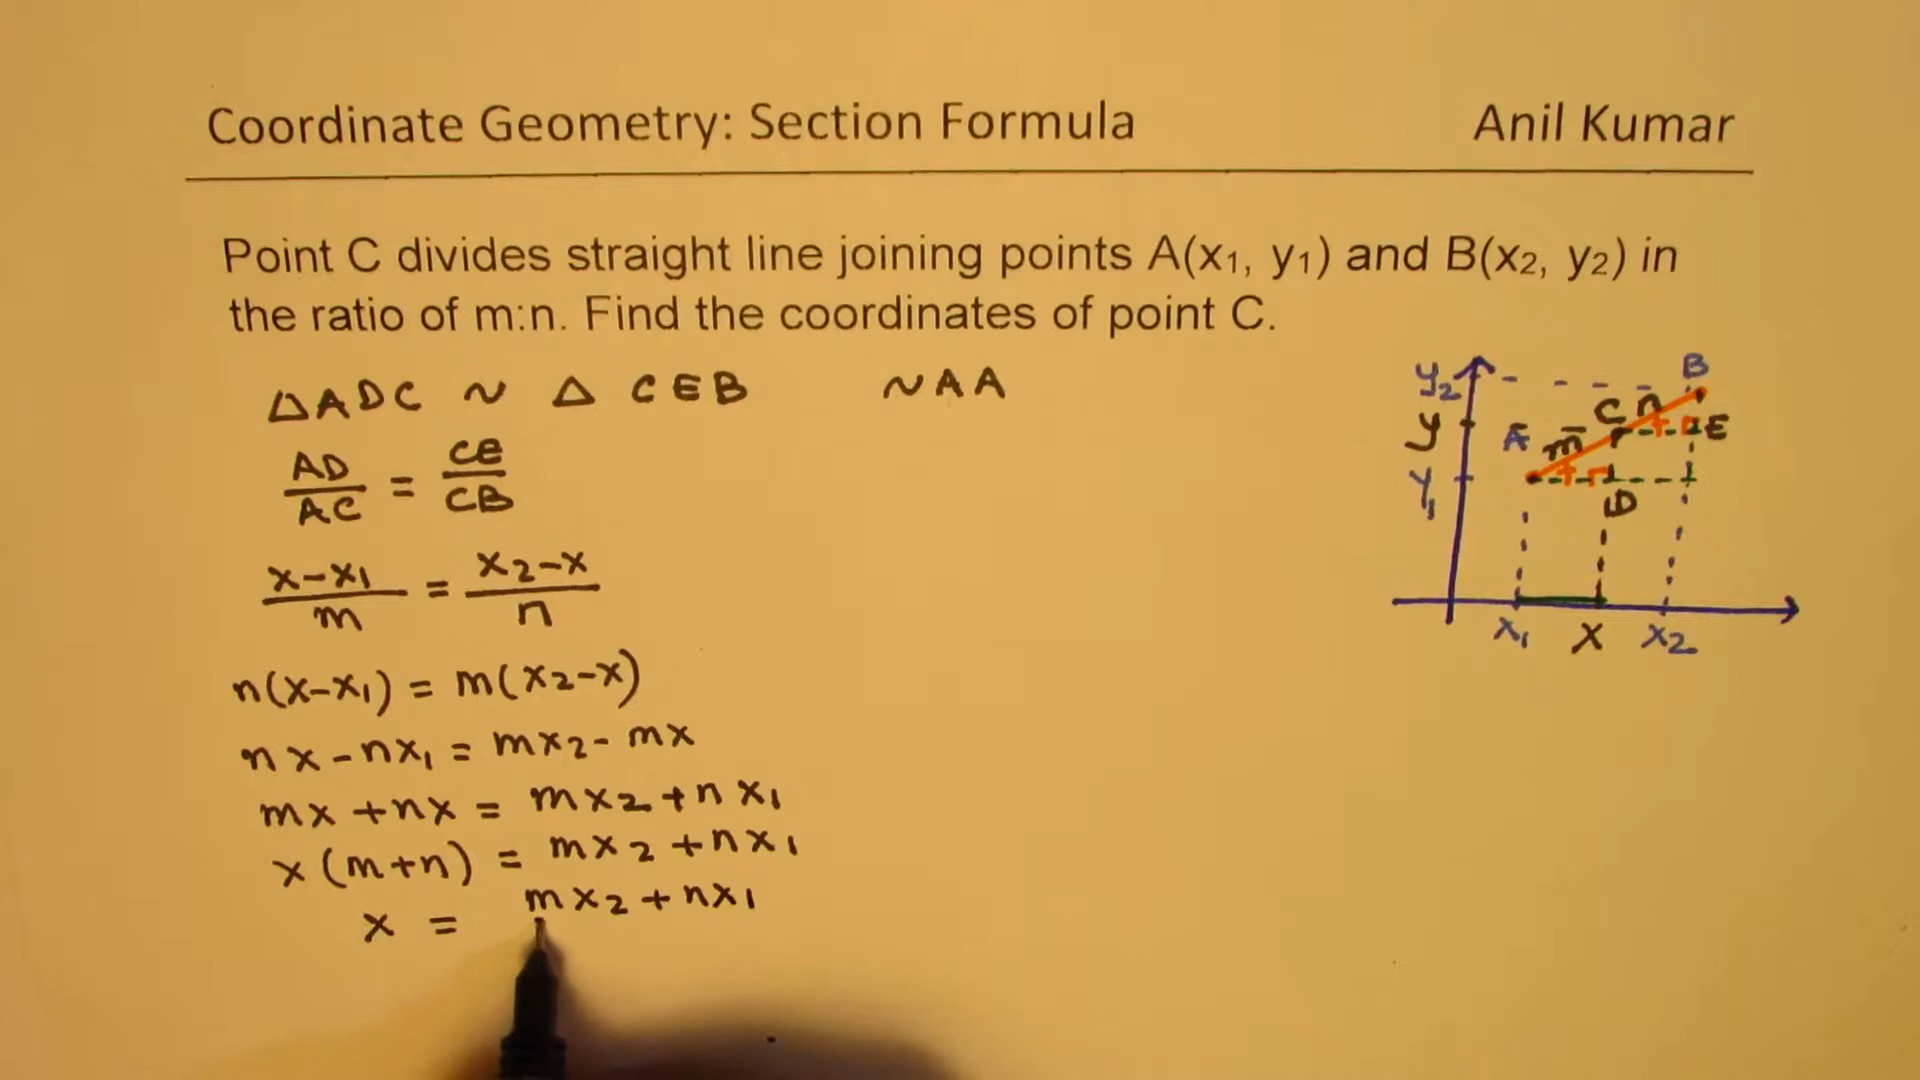 Coordinate Geometry: Section Formula
Anil Kumar
Point C divides straight line joining points A(x₁, y₁) and B(x₂, y₂) in
the ratio of m:n. Find the coordinates of point C.
△ADC ~ △ CEB ~AA
AD/AC = CE/CB
x-x₁/m = x₂-x/n
n(x-x₁) = m(x₂-x)
nx - nx₁ = mx₂ - mx
mx + nx = mx₂ + nx₁
x(m+n) = mx₂ + nx₁
x = mx₂ + nx₁
y₂
B
C
n
y
A
m
E
y₁
D
x₁
x
x₂